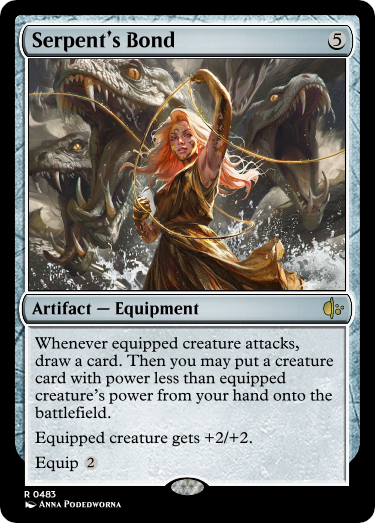 Serpent's Bond 5
Artifact — Equipment
Whenever equipped creature attacks,
draw a card. Then you may put a creature
card with power less than equipped
creature's power from your hand onto the
battlefield.
Equipped creature gets +2/+2.
Equip 2
R 0483
Anna Podedworna